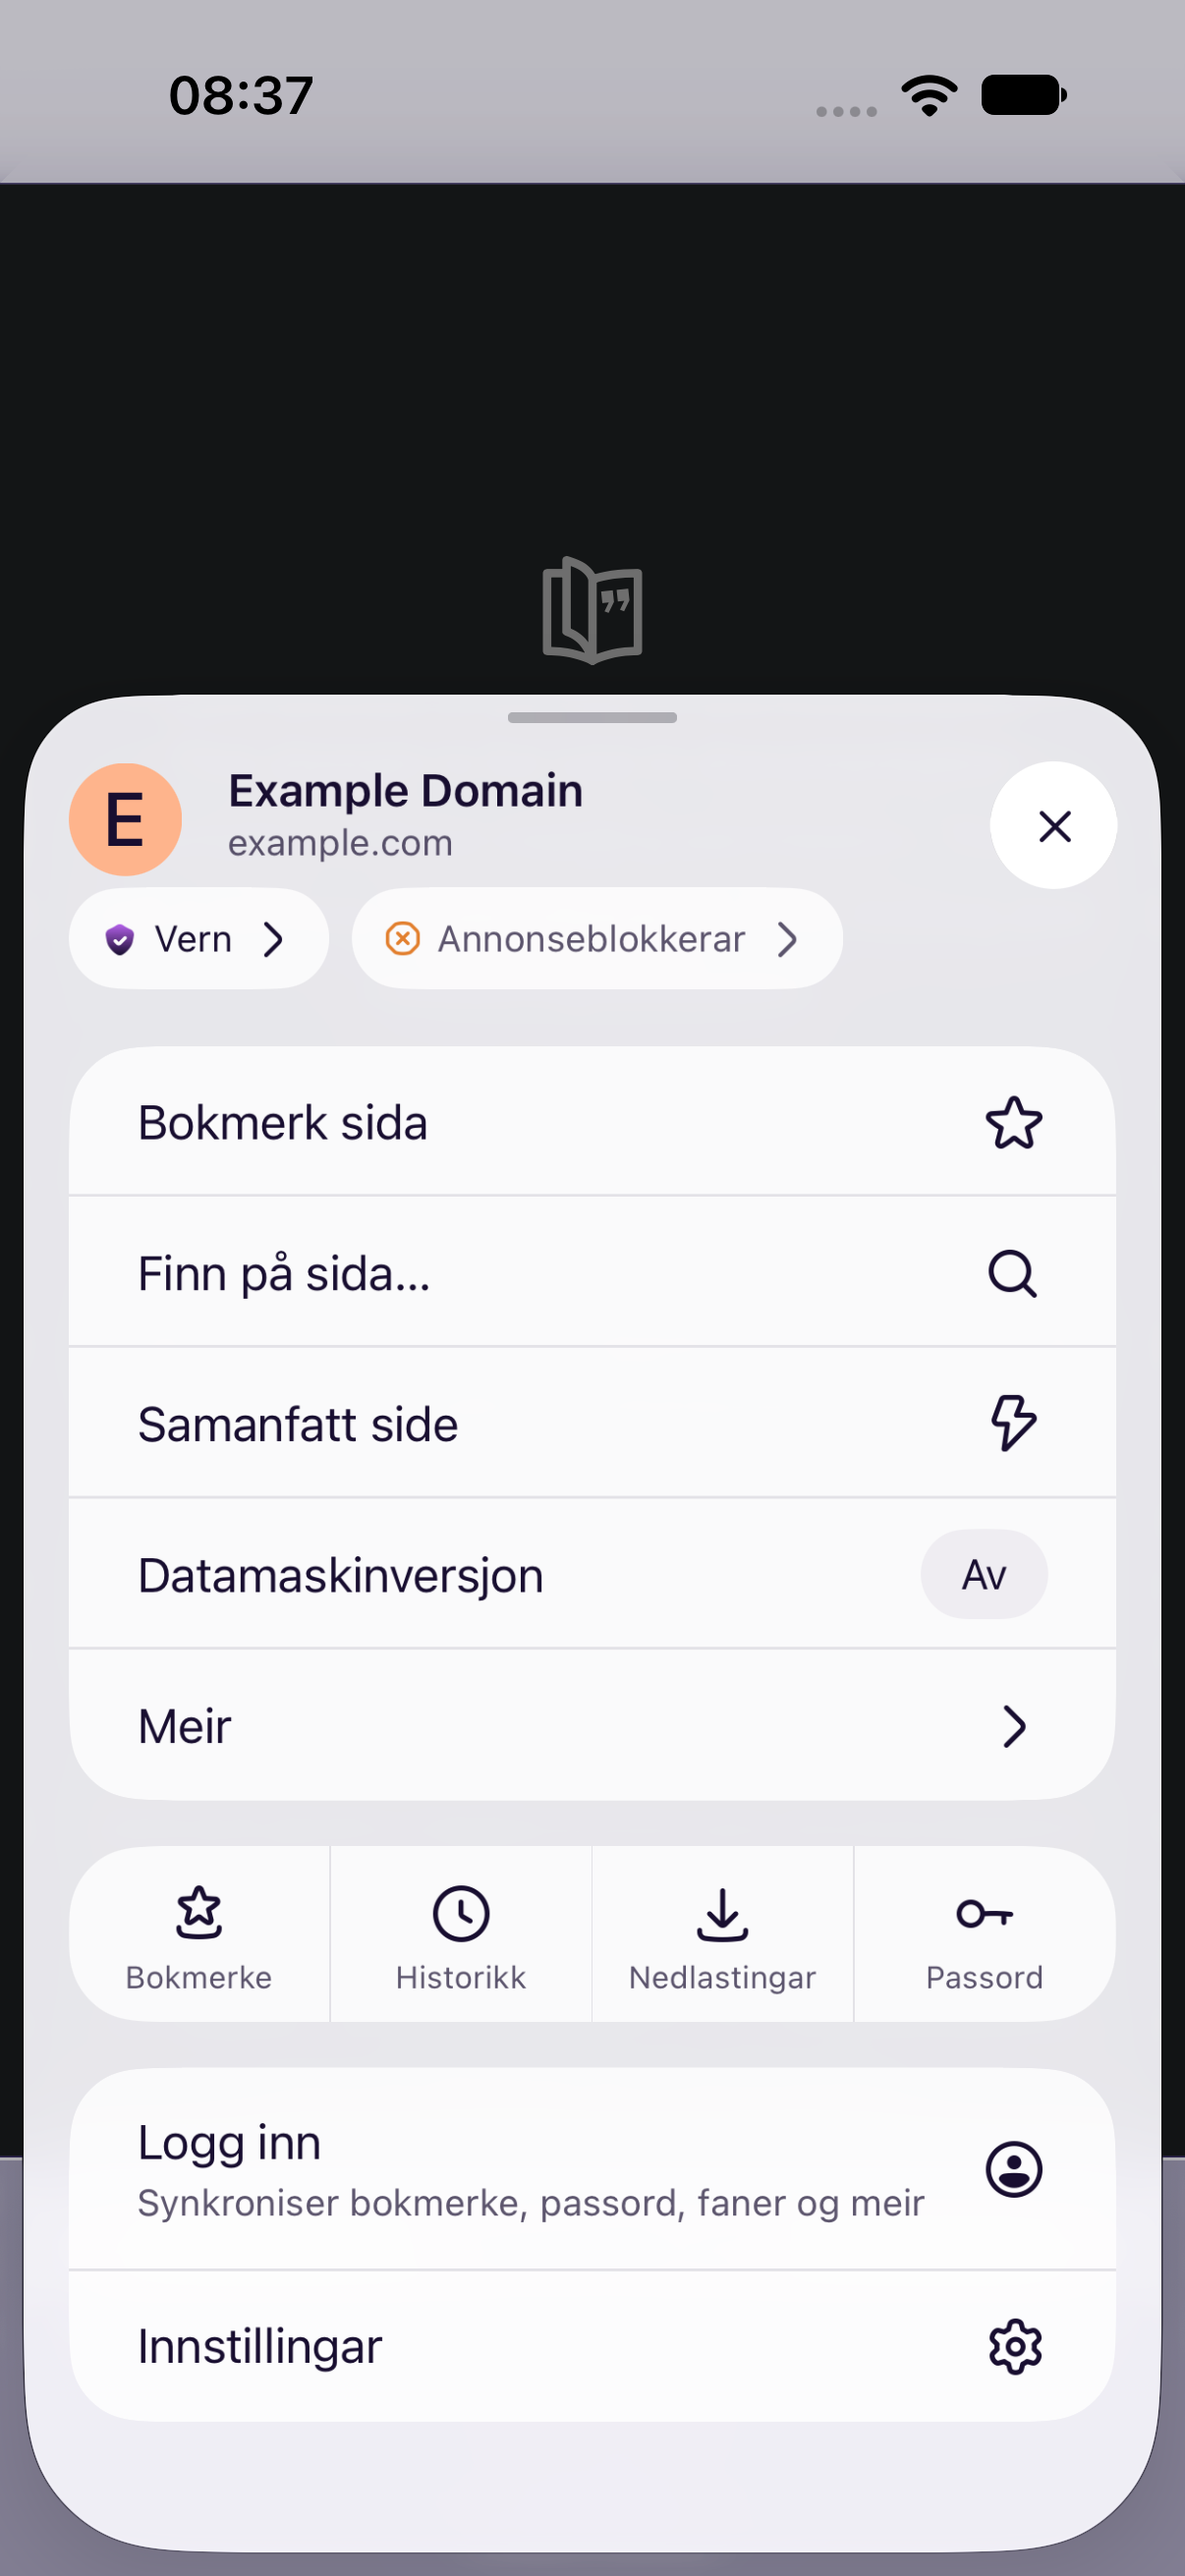 08:37
E
Example Domain
example.com
Vern
Annonseblokkerar
Bokmerk sida
Finn på sida...
Samanfatt side
Datamaskinversjon
Av
Meir
Bokmerke
Historikk
Nedlastingar
Passord
Logg inn
Synkroniser bokmerke, passord, faner og meir
Innstillingar